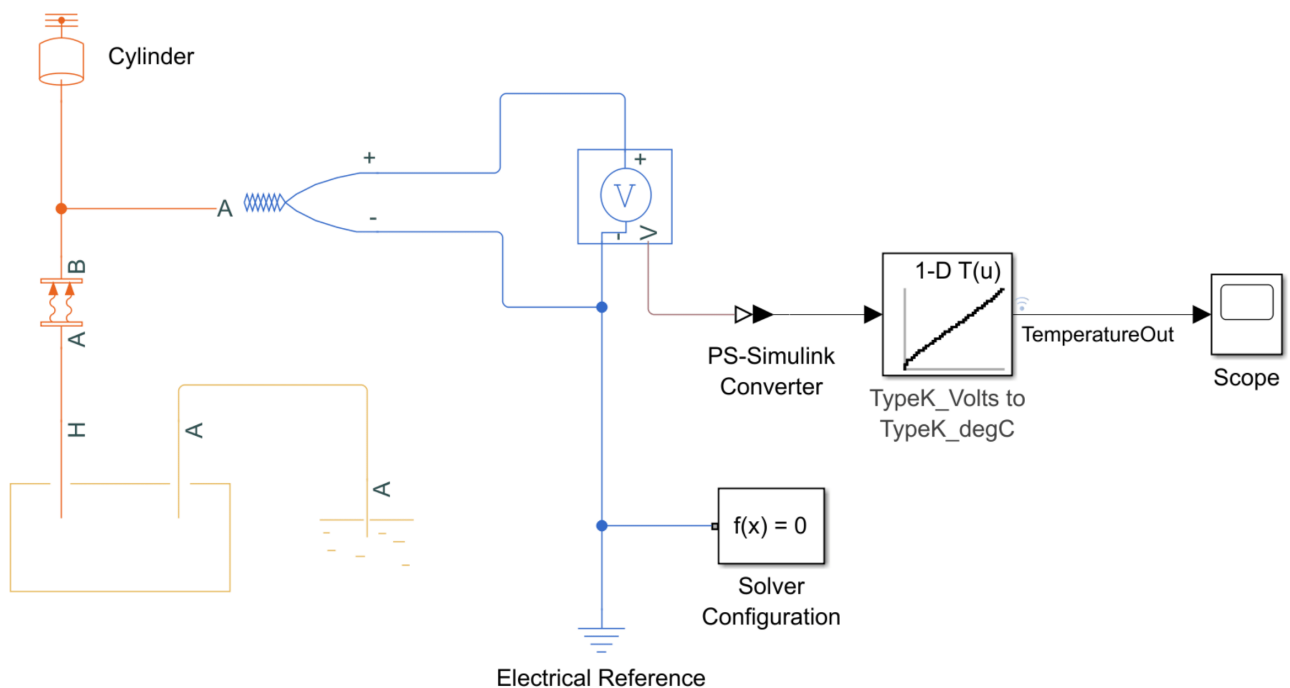 Cylinder
+
+
A
V
-
-
V
B
1-D T(u)
A
TemperatureOut
PS-Simulink
Converter
Scope
TypeK_Volts to
TypeK_degC
H
A
A
f(x) = 0
Solver
Configuration
Electrical Reference